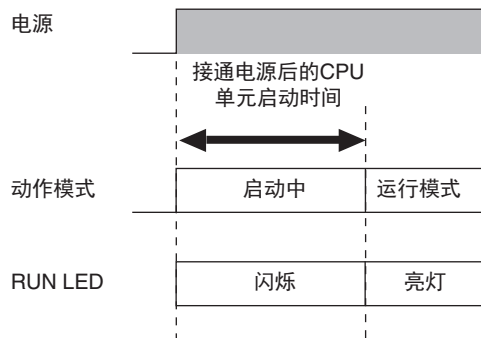 电源
接通电源后的CPU
单元启动时间
动作模式
启动中
运行模式
RUN LED
闪烁
亮灯